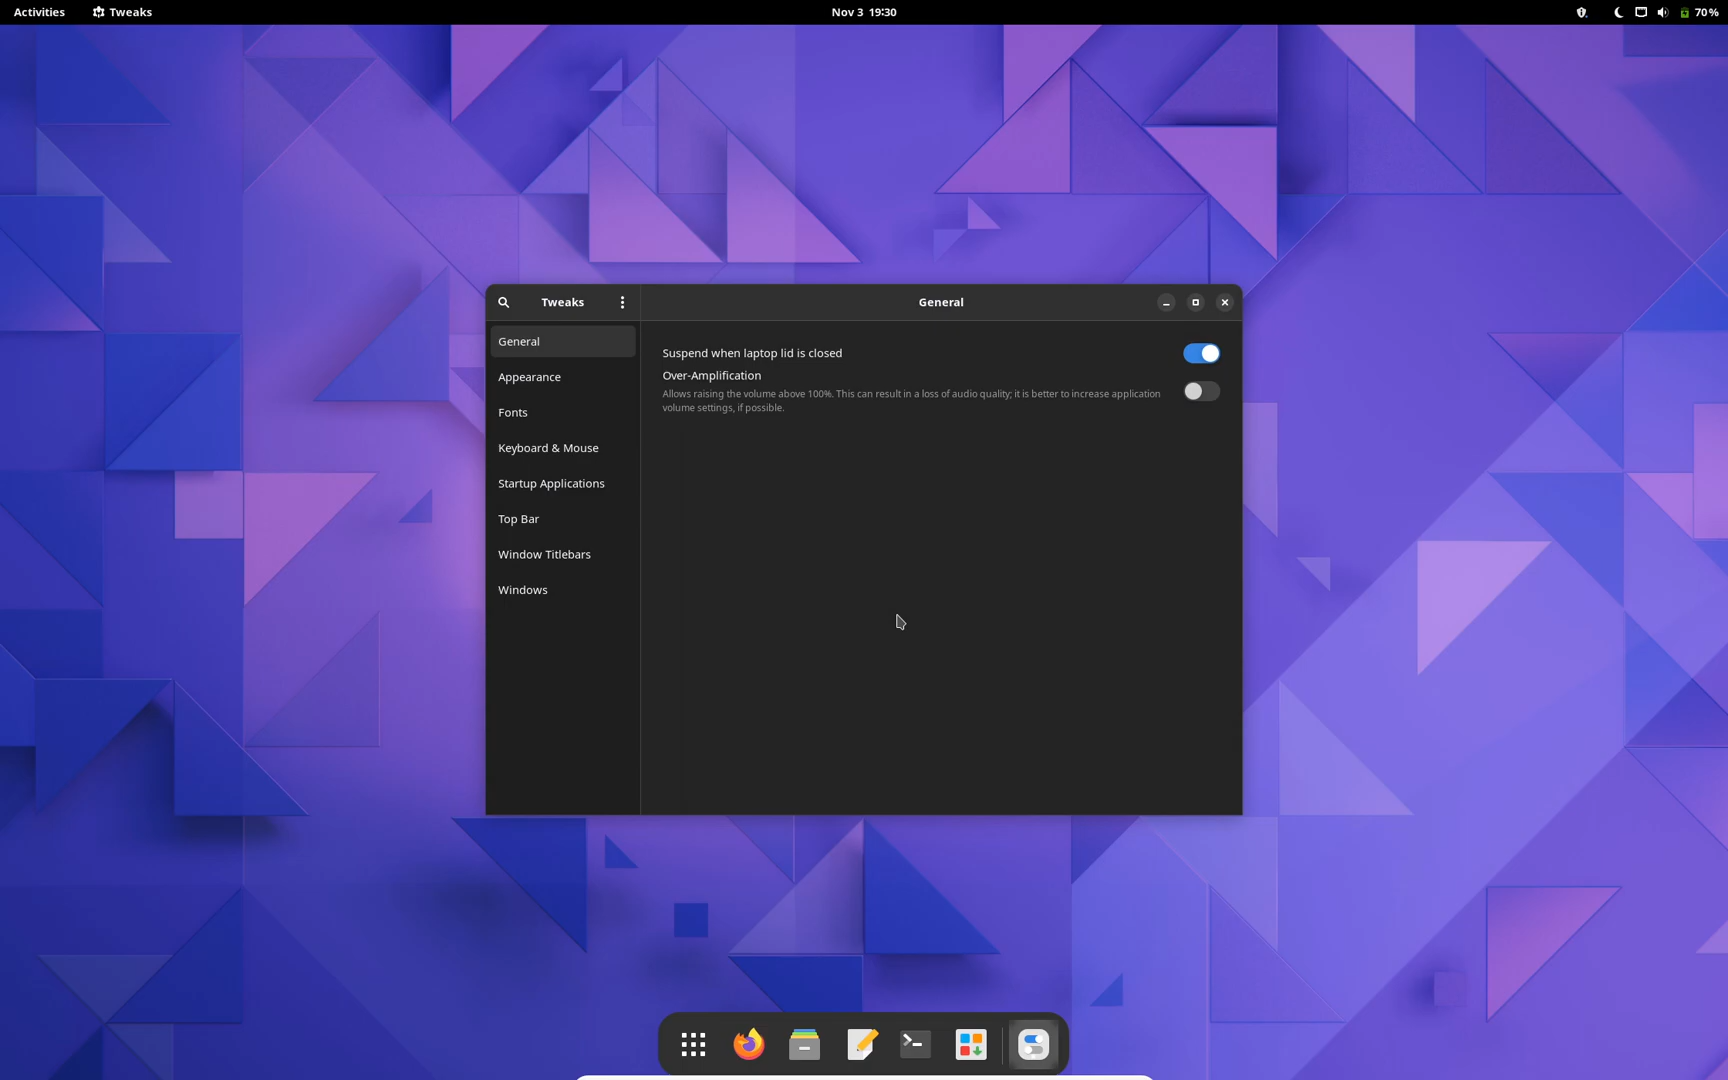 Activities
Tweaks
Nov 3 19:30
70%
Tweaks
General
General
Appearance
Fonts
Keyboard & Mouse
Startup Applications
Top Bar
Window Titlebars
Windows
Suspend when laptop lid is closed
Over-Amplification
Allows raising the volume above 100%. This can result in a loss of audio quality; it is better to increase application
volume settings, if possible.